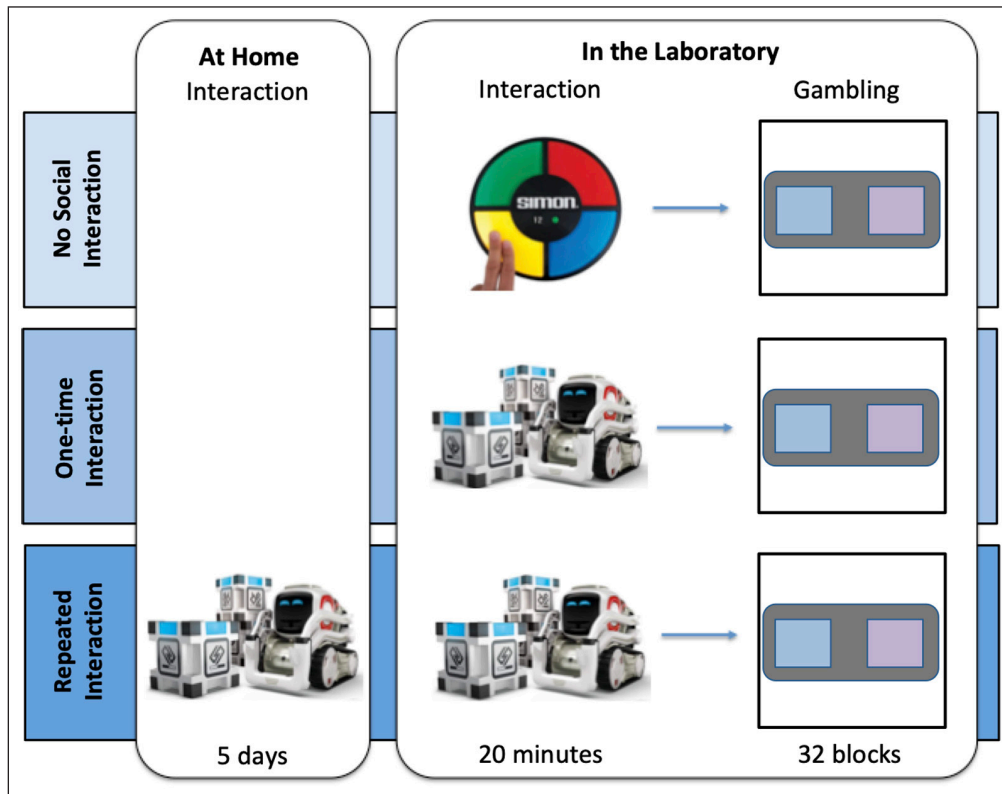 At Home
Interaction
In the Laboratory
Interaction
Gambling
No Social
Interaction
SIMON
12
One-time
Interaction
Repeated
Interaction
5 days
20 minutes
32 blocks